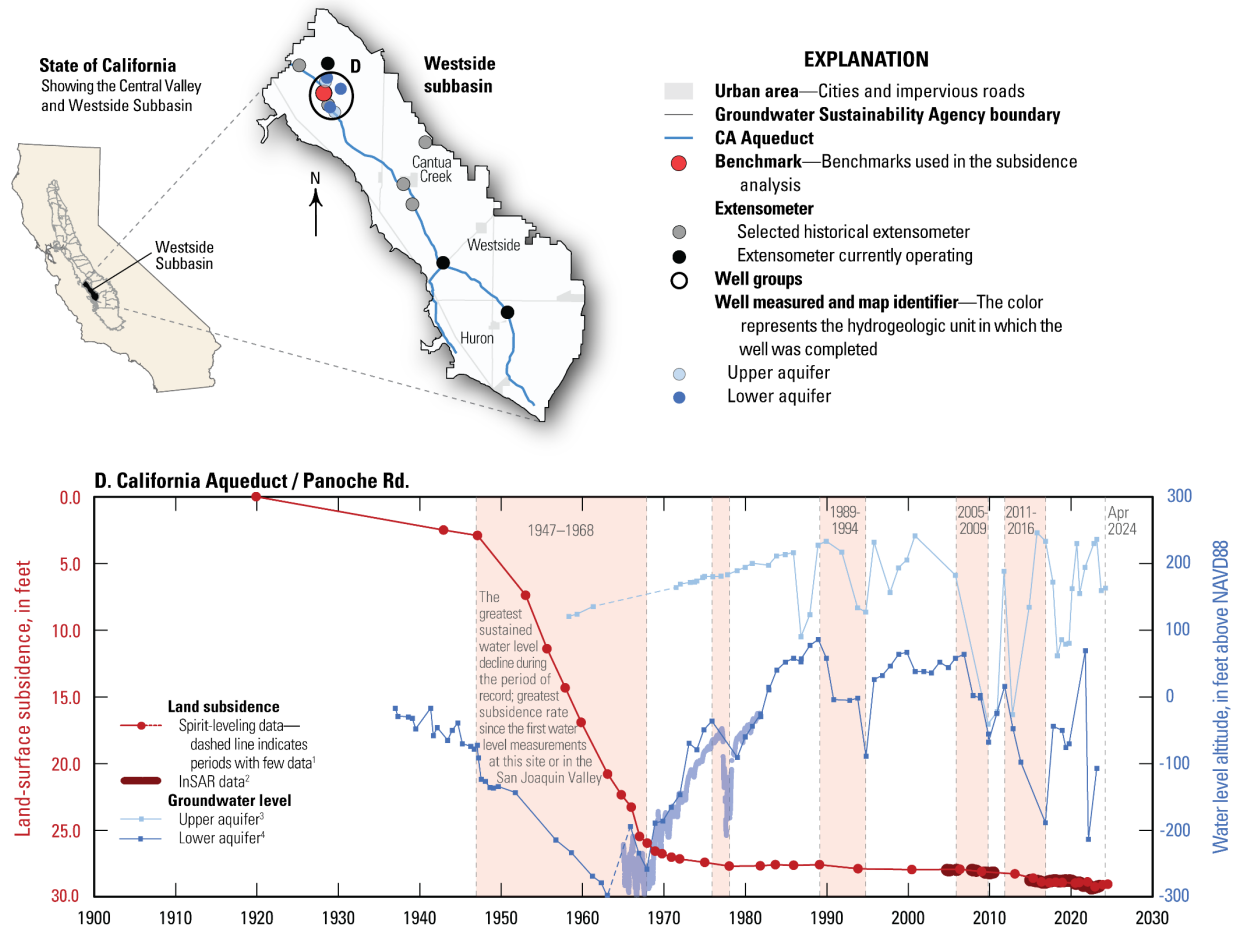 State of California
Showing the Central Valley
and Westside Subbasin
Westside
Subbasin
D
Westside
subbasin
N
Cantua
Creek
Westside
Huron
EXPLANATION
Urban area—Cities and impervious roads
Groundwater Sustainability Agency boundary
CA Aqueduct
Benchmark—Benchmarks used in the subsidence
analysis
Extensometer
Selected historical extensometer
Extensometer currently operating
Well groups
Well measured and map identifier—The color
represents the hydrogeologic unit in which the
well was completed
Upper aquifer
Lower aquifer
D. California Aqueduct / Panoche Rd.
Land-surface subsidence, in feet
0.0
5.0
10.0
15.0
20.0
25.0
30.0
1947–1968
1989-
1994
2005-
2009
2011-
2016
Apr
2024
The
greatest
sustained
water level
decline during
the period of
record; greatest
subsidence rate
since the first water
level measurements
at this site or in the
San Joaquin Valley
Land subsidence
Spirit-leveling data—
dashed line indicates
periods with few data¹
InSAR data²
Groundwater level
Upper aquifer³
Lower aquifer⁴
300
200
100
0
-100
-200
-300
Water level altitude, in feet above NAVD88
1900 1910 1920 1930 1940 1950 1960 1970 1980 1990 2000 2010 2020 2030